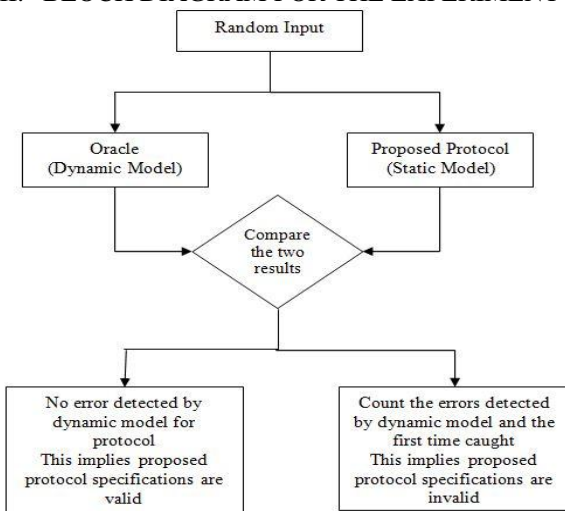 Random Input
Oracle
(Dynamic Model)
Proposed Protocol
(Static Model)
Compare
the two
results
No error detected by
dynamic model for
protocol
This implies proposed
protocol specifications are
valid
Count the errors detected
by dynamic model and the
first time caught
This implies proposed
protocol specifications are
invalid